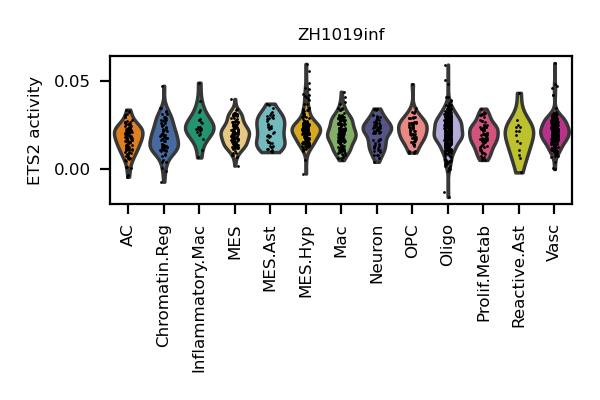 ZH1019inf
0.05
0.00
ETS2 activity
AC
Chromatin.Reg
Inflammatory.Mac
MES
MES.Ast
MES.Hyp
Mac
Neuron
OPC
Oligo
Prolif.Metab
Reactive.Ast
Vasc